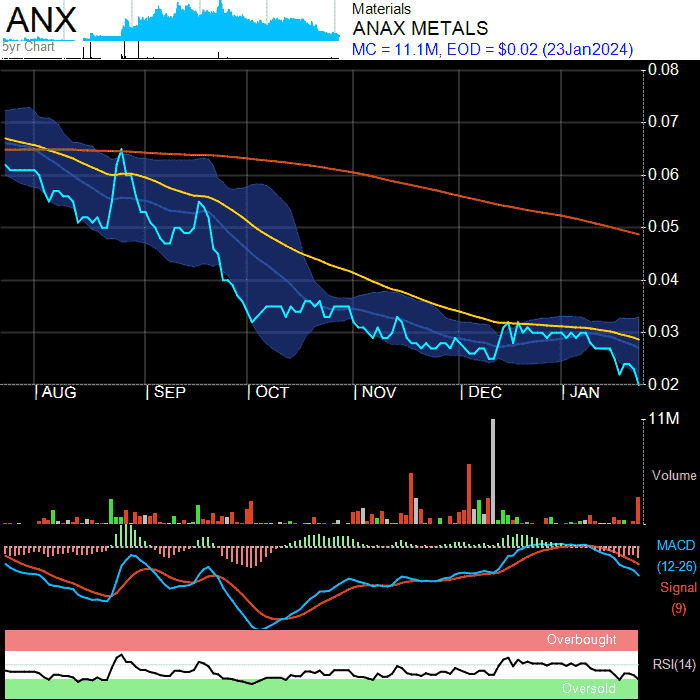 ANX
5yr Chart
Materials
ANAX METALS
MC = 11.1M, EOD = $0.02 (23Jan2024)
0.08
0.07
0.06
0.05
0.04
0.03
0.02
| AUG | SEP | OCT | NOV | DEC | JAN
11M
Volume
MACD
(12-26)
Signal
(9)
Overbought
RSI(14)
Oversold